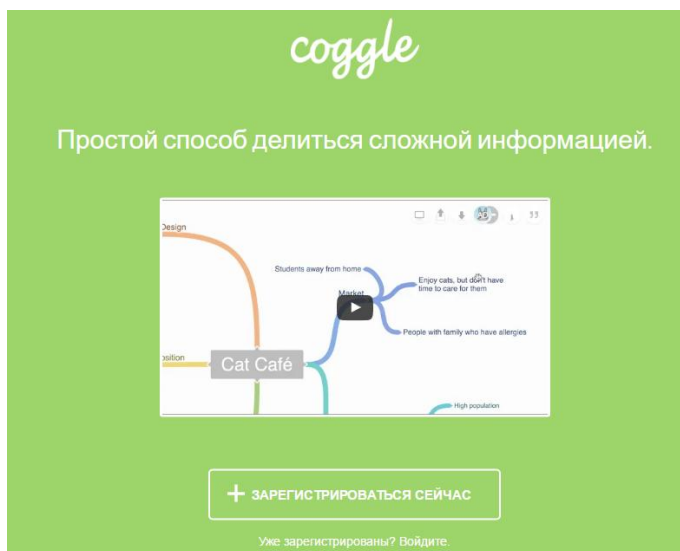 coggle
Простой способ делиться сложной информацией.
Design
Students away from home
Market
Enjoy cats, but don't have
time to care for them
People with family who have allergies
Cat Café
High population
+ ЗАРЕГИСТРИРОВАТЬСЯ СЕЙЧАС
Уже зарегистрированы? Войдите.